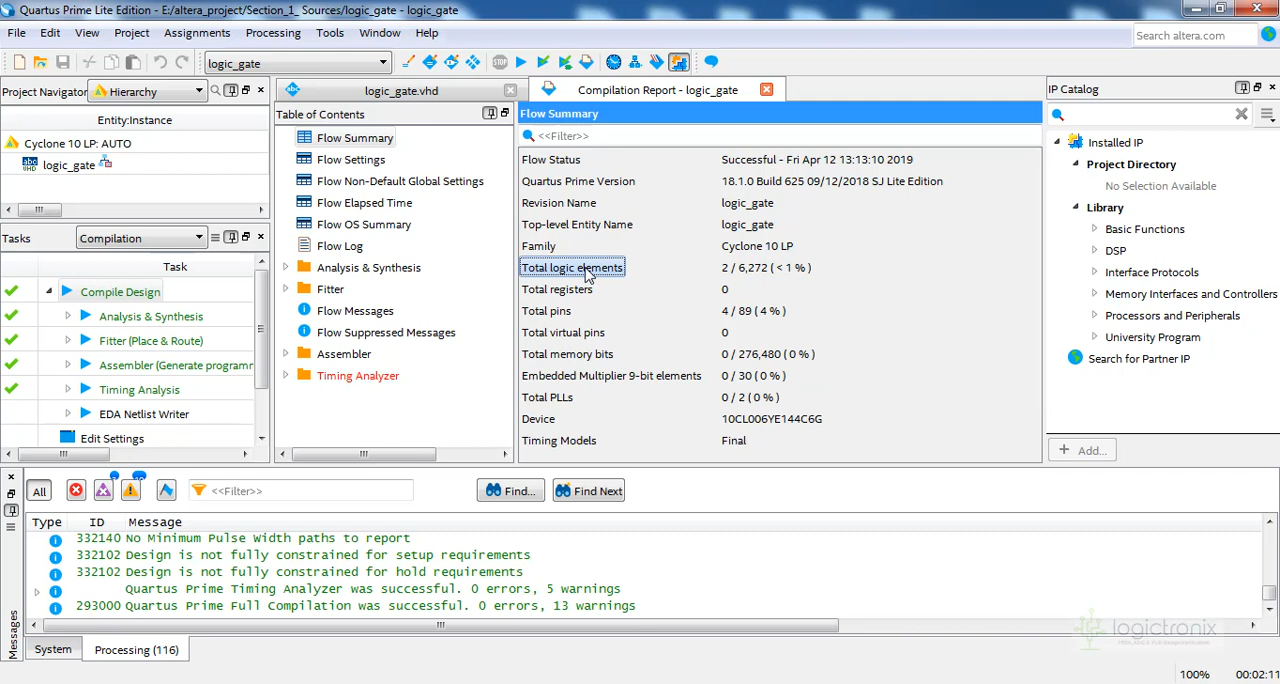 Quartus Prime Lite Edition - E:/altera_project/Section_1_ Sources/logic_gate - logic_gate
File Edit View Project Assignments Processing Tools Window Help
Search altera.com
logic_gate
Project Navigator Hierarchy
Entity:Instance
Cyclone 10 LP: AUTO
logic_gate
Tasks Compilation
Task
Compile Design
Analysis & Synthesis
Fitter (Place & Route)
Assembler (Generate programm
Timing Analysis
EDA Netlist Writer
Edit Settings
logic_gate.vhd
Compilation Report - logic_gate
Table of Contents
Flow Summary
Flow Settings
Flow Non-Default Global Settings
Flow Elapsed Time
Flow OS Summary
Flow Log
Analysis & Synthesis
Fitter
Flow Messages
Flow Suppressed Messages
Assembler
Timing Analyzer
Flow Summary
<<Filter>>
Flow Status Successful - Fri Apr 12 13:13:10 2019
Quartus Prime Version 18.1.0 Build 625 09/12/2018 SJ Lite Edition
Revision Name logic_gate
Top-level Entity Name logic_gate
Family Cyclone 10 LP
Total logic elements 2 / 6,272 ( < 1 % )
Total registers 0
Total pins 4 / 89 ( 4 % )
Total virtual pins 0
Total memory bits 0 / 276,480 ( 0 % )
Embedded Multiplier 9-bit elements 0 / 30 ( 0 % )
Total PLLs 0 / 2 ( 0 % )
Device 10CL006YE144C6G
Timing Models Final
IP Catalog
Installed IP
Project Directory
No Selection Available
Library
Basic Functions
DSP
Interface Protocols
Memory Interfaces and Controllers
Processors and Peripherals
University Program
Search for Partner IP
+ Add...
All <<Filter>> Find... Find Next
Type ID Message
332140 No Minimum Pulse Width paths to report
332102 Design is not fully constrained for setup requirements
332102 Design is not fully constrained for hold requirements
Quartus Prime Timing Analyzer was successful. 0 errors, 5 warnings
293000 Quartus Prime Full Compilation was successful. 0 errors, 13 warnings
Messages
System Processing (116)
logictronix
100% 00:02:11